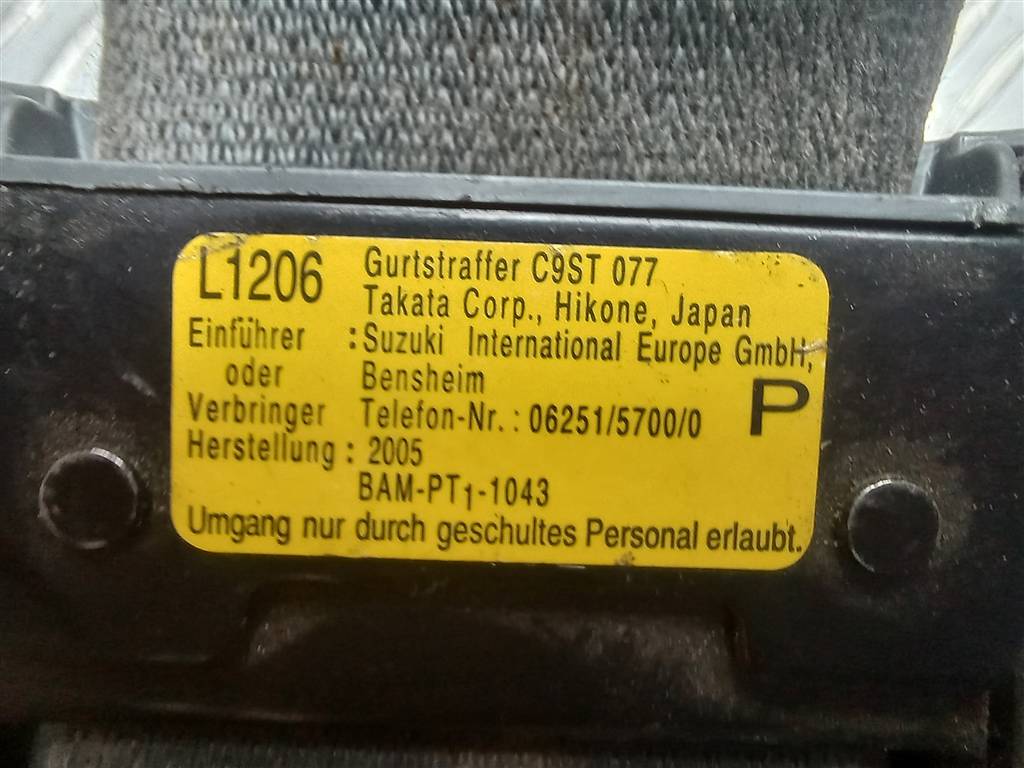 L1206 Gurtstraffer C9ST 077
Takata Corp., Hikone, Japan
Einführer : Suzuki International Europe GmbH,
oder Bensheim
Verbringer Telefon-Nr. : 06251/5700/0 P
Herstellung : 2005
BAM-PT1-1043
Umgang nur durch geschultes Personal erlaubt.